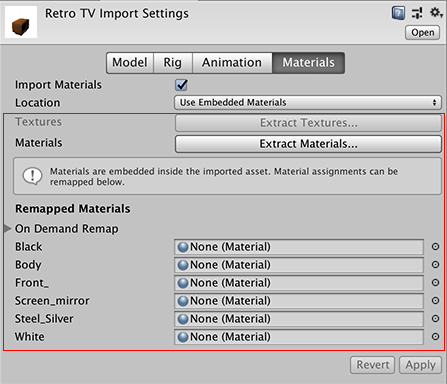 Retro TV Import Settings
Open
Model Rig Animation Materials
Import Materials
Location Use Embedded Materials
Textures Extract Textures...
Materials Extract Materials...
Materials are embedded inside the imported asset. Material assignments can be
remapped below.
Remapped Materials
On Demand Remap
Black None (Material)
Body None (Material)
Front_ None (Material)
Screen_mirror None (Material)
Steel_Silver None (Material)
White None (Material)
Revert Apply